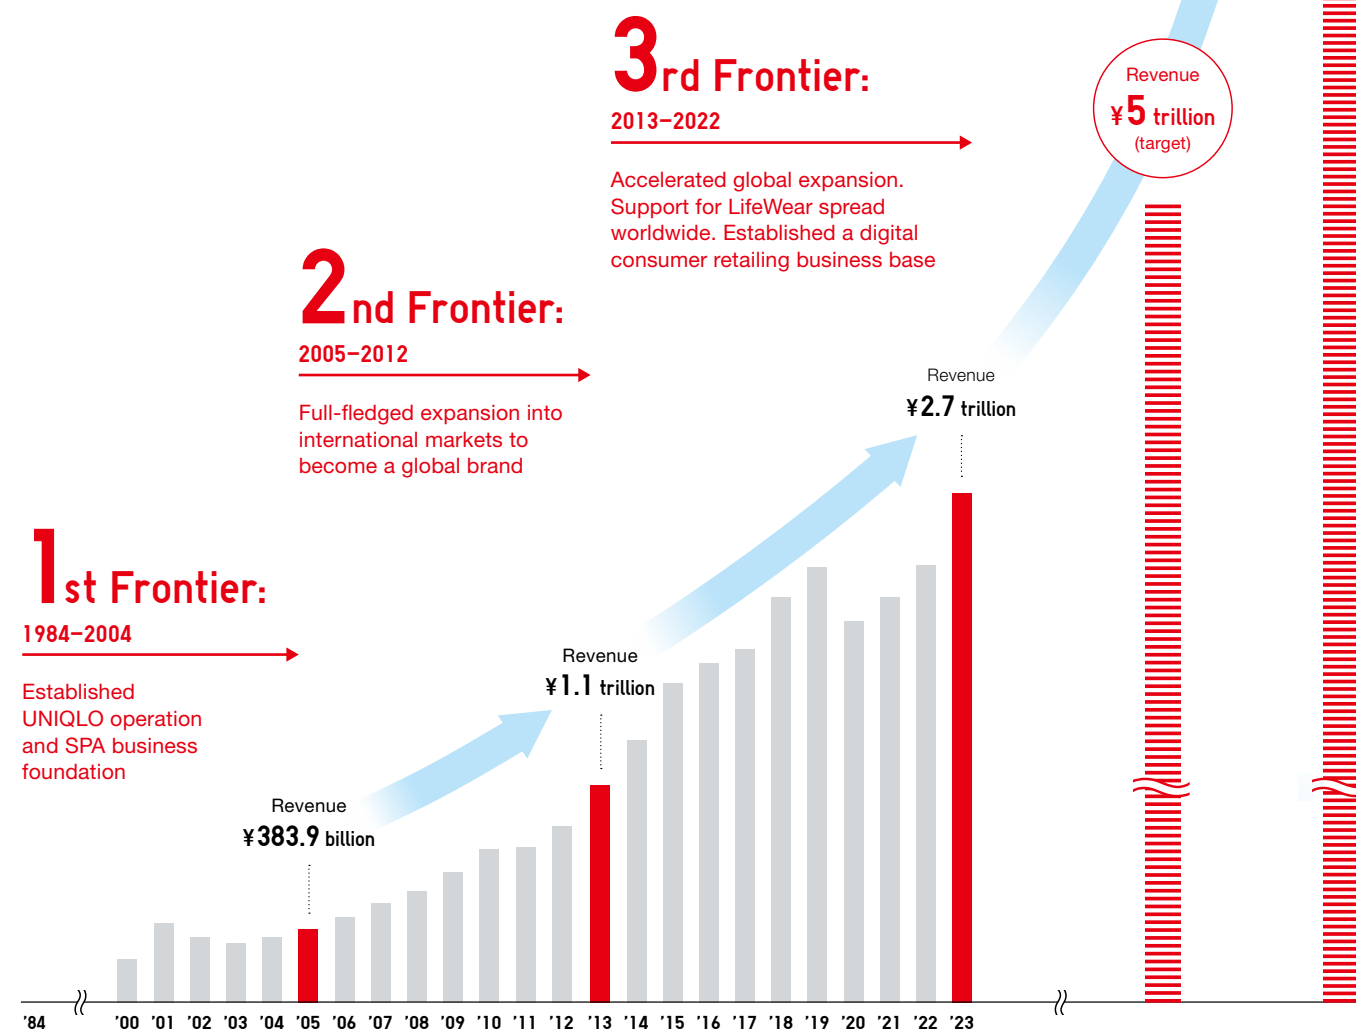 3rd Frontier:
2013–2022
Accelerated global expansion.
Support for LifeWear spread
worldwide. Established a digital
consumer retailing business base
Revenue
¥5 trillion
(target)
2nd Frontier:
2005–2012
Full-fledged expansion into
international markets to
become a global brand
Revenue
¥2.7 trillion
1st Frontier:
1984–2004
Established
UNIQLO operation
and SPA business
foundation
Revenue
¥1.1 trillion
Revenue
¥383.9 billion
’84 ’00 ’01 ’02 ’03 ’04 ’05 ’06 ’07 ’08 ’09 ’10 ’11 ’12 ’13 ’14 ’15 ’16 ’17 ’18 ’19 ’20 ’21 ’22 ’23